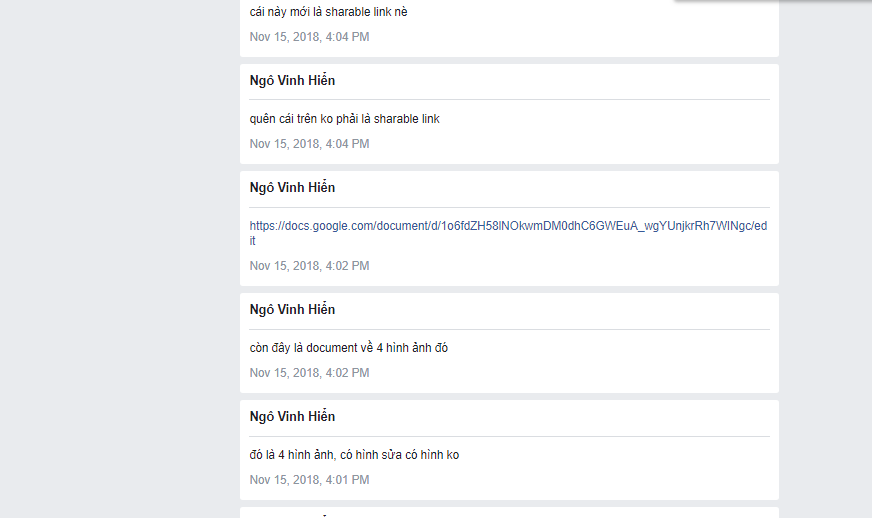 cái này mới là sharable link nè
Nov 15, 2018, 4:04 PM
Ngô Vinh Hiển
quên cái trên ko phải là sharable link
Nov 15, 2018, 4:04 PM
Ngô Vinh Hiển
https://docs.google.com/document/d/1o6fdZH58lNOkwmDM0dhC6GWEuA_wgYUnjkrRh7WlNgc/ed
it
Nov 15, 2018, 4:02 PM
Ngô Vinh Hiển
còn đây là document về 4 hình ảnh đó
Nov 15, 2018, 4:02 PM
Ngô Vinh Hiển
đó là 4 hình ảnh, có hình sửa có hình ko
Nov 15, 2018, 4:01 PM